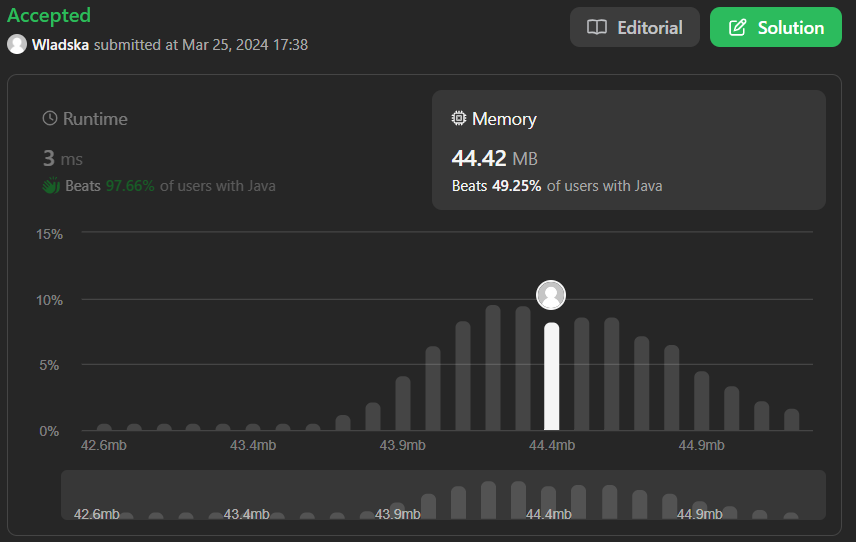 Accepted
Wladska submitted at Mar 25, 2024 17:38
Editorial
Solution
Runtime
3 ms
Beats 97.66% of users with Java
Memory
44.42 MB
Beats 49.25% of users with Java
15%
10%
5%
0%
42.6mb 43.4mb 43.9mb 44.4mb 44.9mb
42.6mb 43.4mb 43.9mb 44.4mb 44.9mb